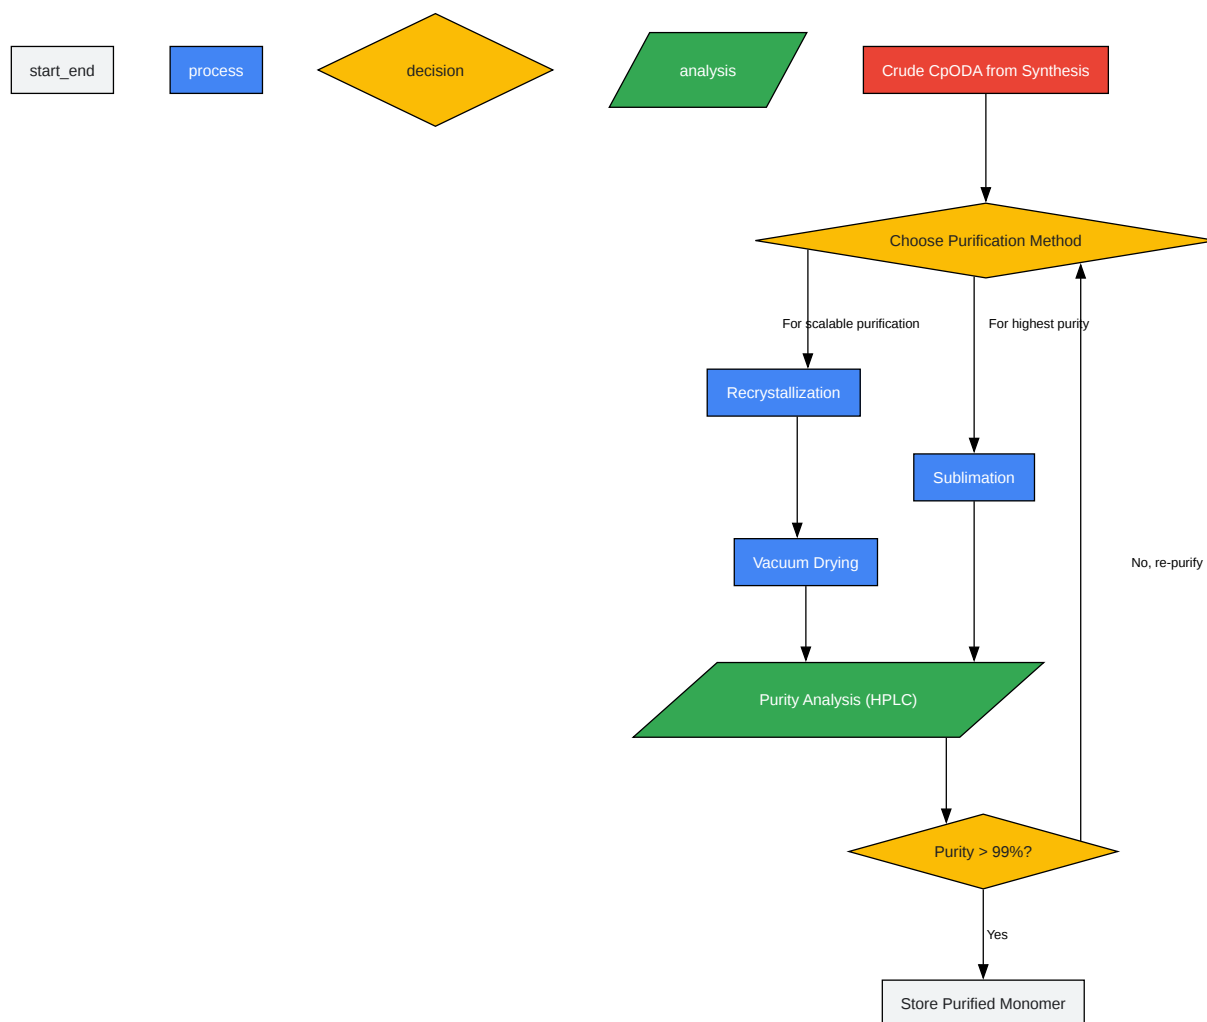 start_end
process
decision
analysis
Crude CpODA from Synthesis
Choose Purification Method
For scalable purification
For highest purity
Recrystallization
Sublimation
Vacuum Drying
No, re-purify
Purity Analysis (HPLC)
Purity > 99%?
Yes
Store Purified Monomer